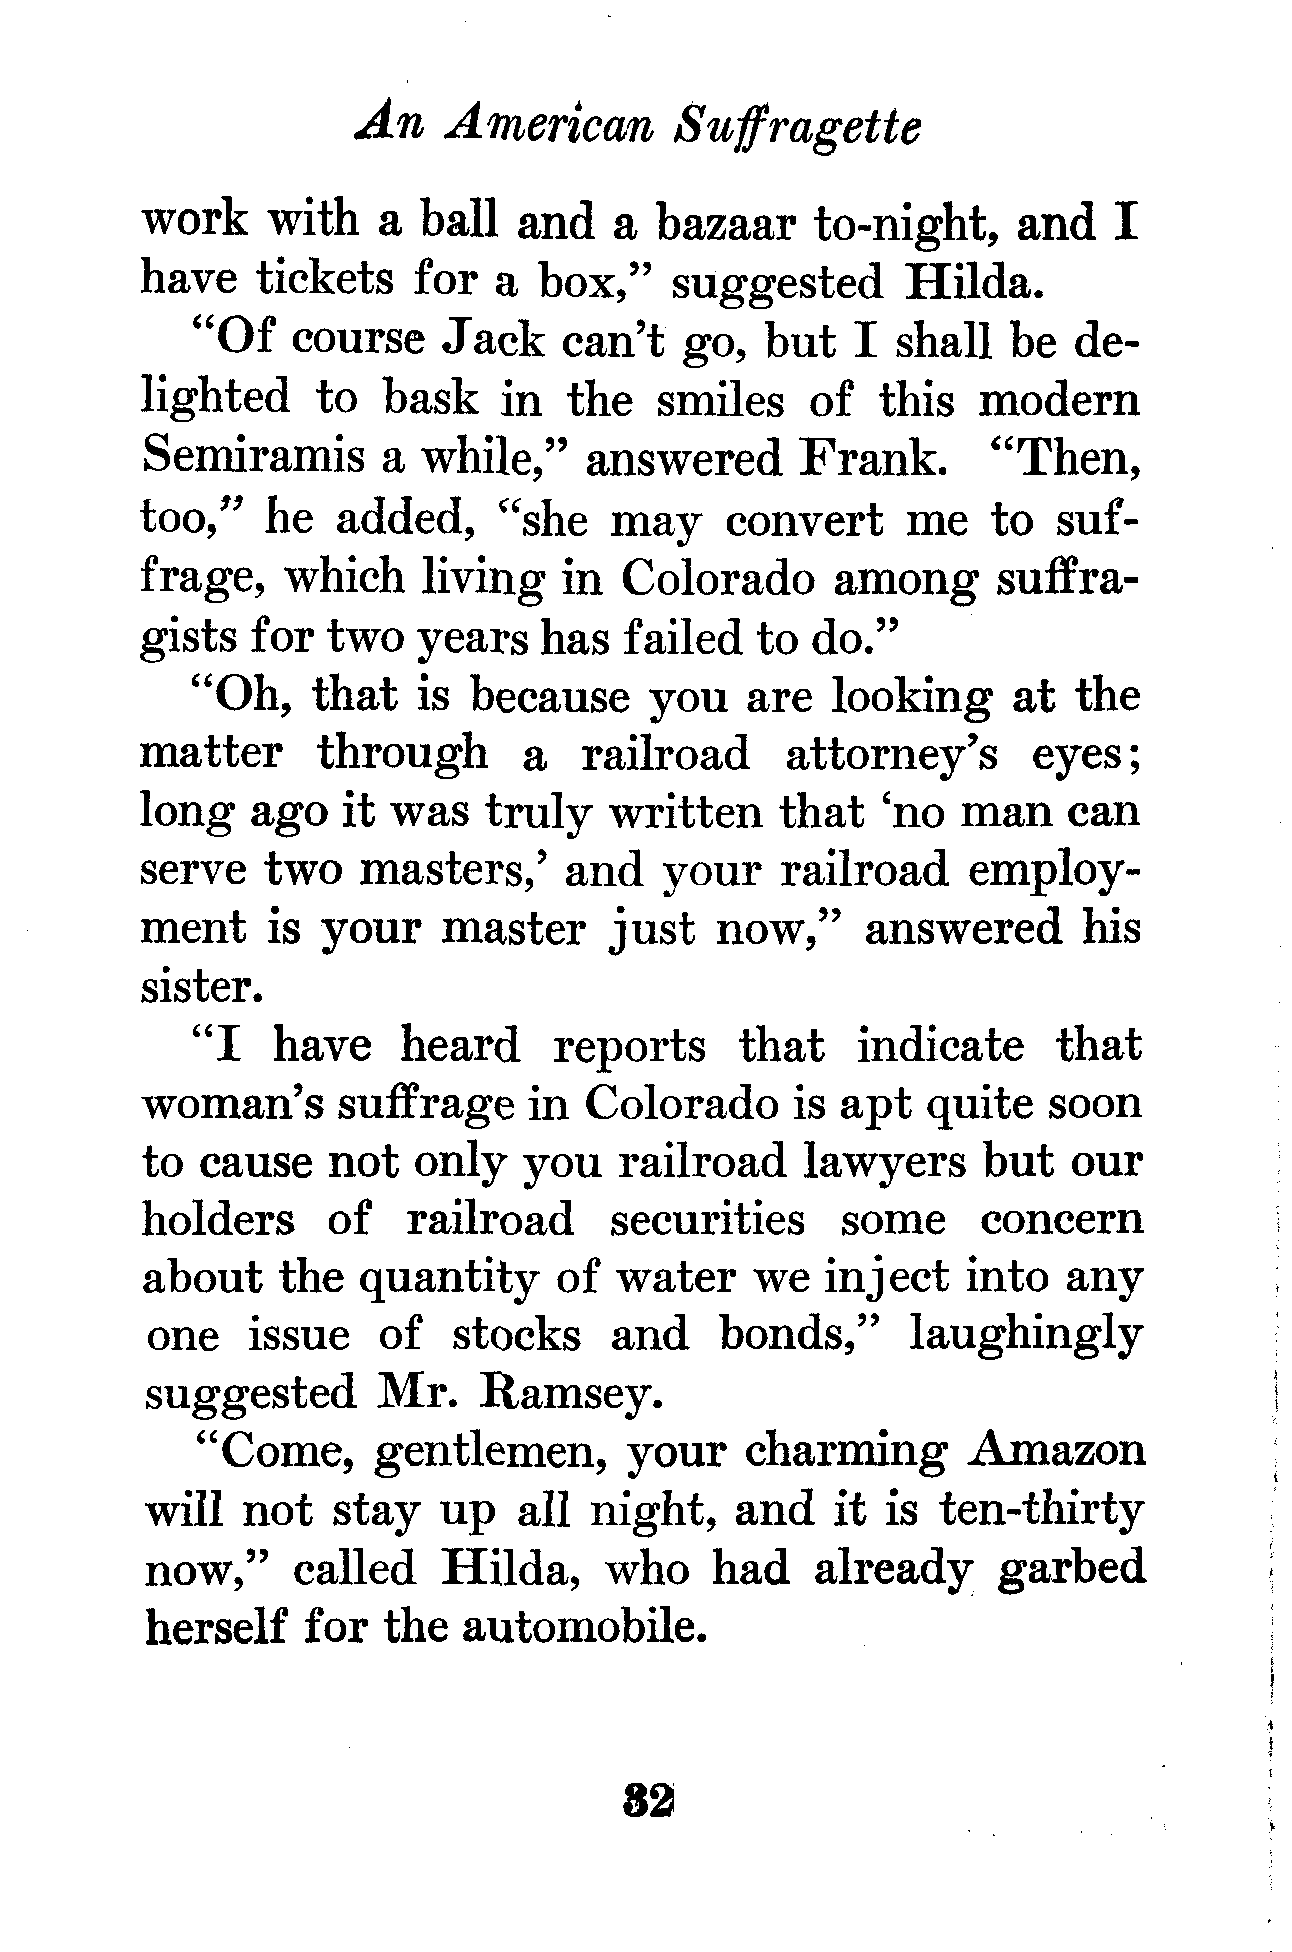 An American Suffragette
work with a ball and a bazaar to-night, and I
have tickets for a box,” suggested Hilda.
“Of course Jack can’t go, but I shall be de-
lighted to bask in the smiles of this modern
Semiramis a while,” answered Frank. “Then,
too,” he added, “she may convert me to suf-
frage, which living in Colorado among suffra-
gists for two years has failed to do.”
“Oh, that is because you are looking at the
matter through a railroad attorney’s eyes;
long ago it was truly written that ‘no man can
serve two masters,’ and your railroad employ-
ment is your master just now,” answered his
sister.
“I have heard reports that indicate that
woman’s suffrage in Colorado is apt quite soon
to cause not only you railroad lawyers but our
holders of railroad securities some concern
about the quantity of water we inject into any
one issue of stocks and bonds,” laughingly
suggested Mr. Ramsey.
“Come, gentlemen, your charming Amazon
will not stay up all night, and it is ten-thirty
now,” called Hilda, who had already garbed
herself for the automobile.
32